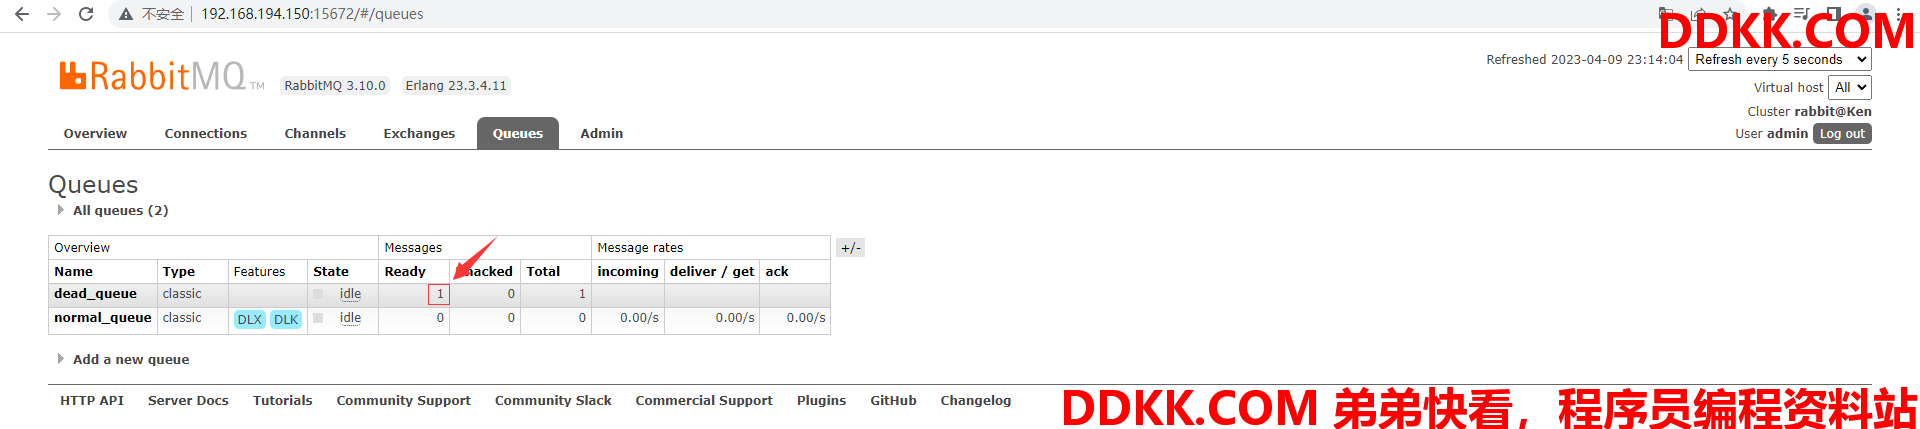 不安全 192.168.194.150:15672/#/queues
DDKK.COM
Refreshed 2023-04-09 23:14:04 Refresh every 5 seconds
RabbitMQ TM RabbitMQ 3.10.0 Erlang 23.3.4.11
Virtual host All
Cluster rabbit@Ken
User admin Log out
Overview Connections Channels Exchanges Queues Admin
Queues
All queues (2)
Overview Messages Message rates +/-
Name Type Features State Ready Total incoming deliver / get ack
dead_queue classic idle 1 0 1
normal_queue classic DLX DLK idle 0 0 0 0.00/s 0.00/s 0.00/s
Add a new queue
HTTP API Server Docs Tutorials Community Support Community Slack Commercial Support Plugins GitHub Changelog
DDKK.COM 弟弟快看，程序员编程资料站